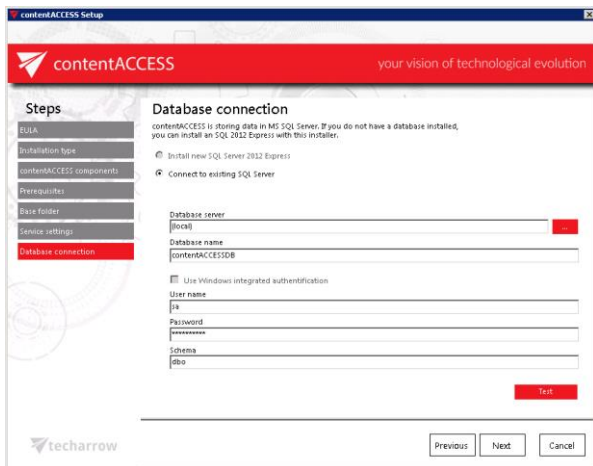 contentACCESS Setup
contentACCESS
your vision of technological evolution
Steps
EULA
Installation type
contentACCESS components
Prerequisites
Base folder
Service settings
Database connection
Database connection
contentACCESS is storing data in MS SQL Server. If you do not have a database installed,
you can install an SQL 2012 Express with this installer.
Install new SQL Server 2012 Express
Connect to existing SQL Server
Database server
(local)
...
Database name
contentACCESSDB
Use Windows integrated authentification
User name
sa
Password
**********
Schema
dbo
Test
techarrow
Previous
Next
Cancel